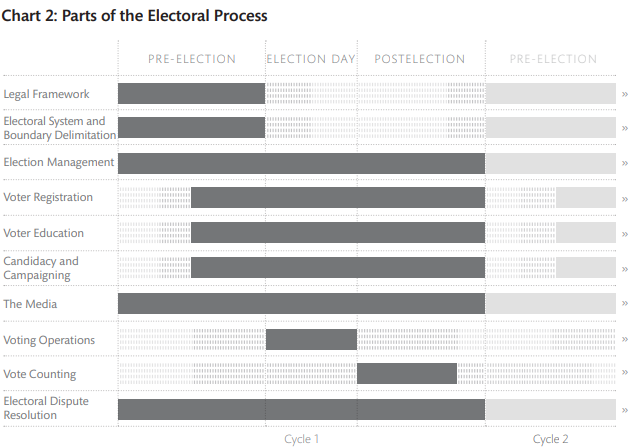 Chart 2: Parts of the Electoral Process
PRE-ELECTION ELECTION DAY POSTELECTION PRE-ELECTION
Legal Framework »
Electoral System and
Boundary Delimitation »
Election Management »
Voter Registration »
Voter Education »
Candidacy and
Campaigning »
The Media »
Voting Operations »
Vote Counting »
Electoral Dispute
Resolution »
Cycle 1 Cycle 2